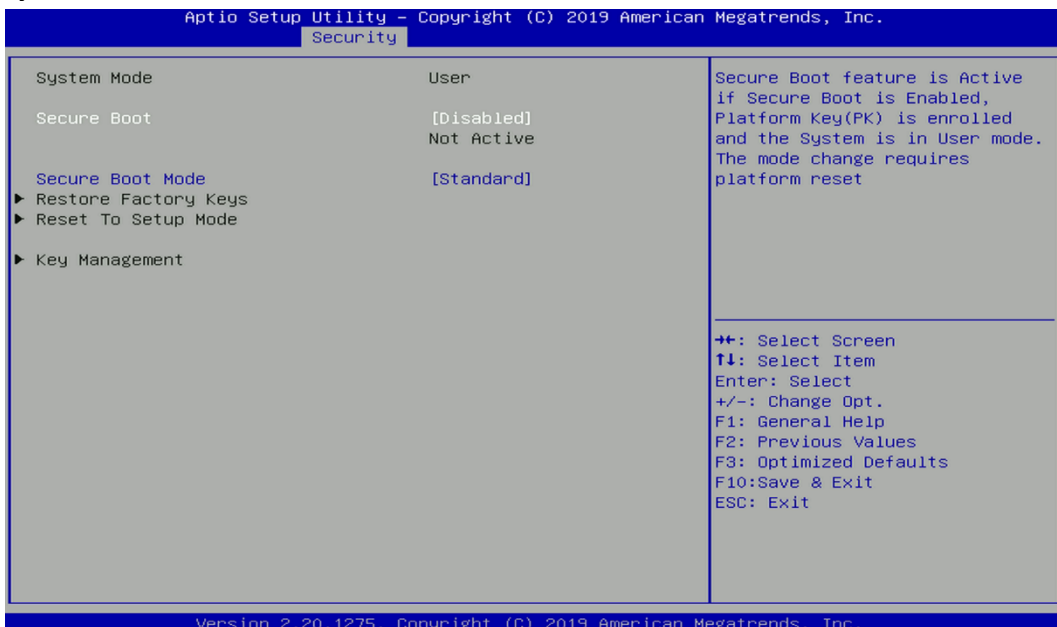 Aptio Setup Utility – Copyright (C) 2019 American Megatrends, Inc.
Security
System Mode User
Secure Boot [Disabled]
Not Active
Secure Boot Mode [Standard]
► Restore Factory Keys
► Reset To Setup Mode
► Key Management
Secure Boot feature is Active
if Secure Boot is Enabled,
Platform Key(PK) is enrolled
and the System is in User mode.
The mode change requires
platform reset
→←: Select Screen
↑↓: Select Item
Enter: Select
+/-: Change Opt.
F1: General Help
F2: Previous Values
F3: Optimized Defaults
F10:Save & Exit
ESC: Exit
Version 2.20.1275. Copyright (C) 2019 American Megatrends, Inc.